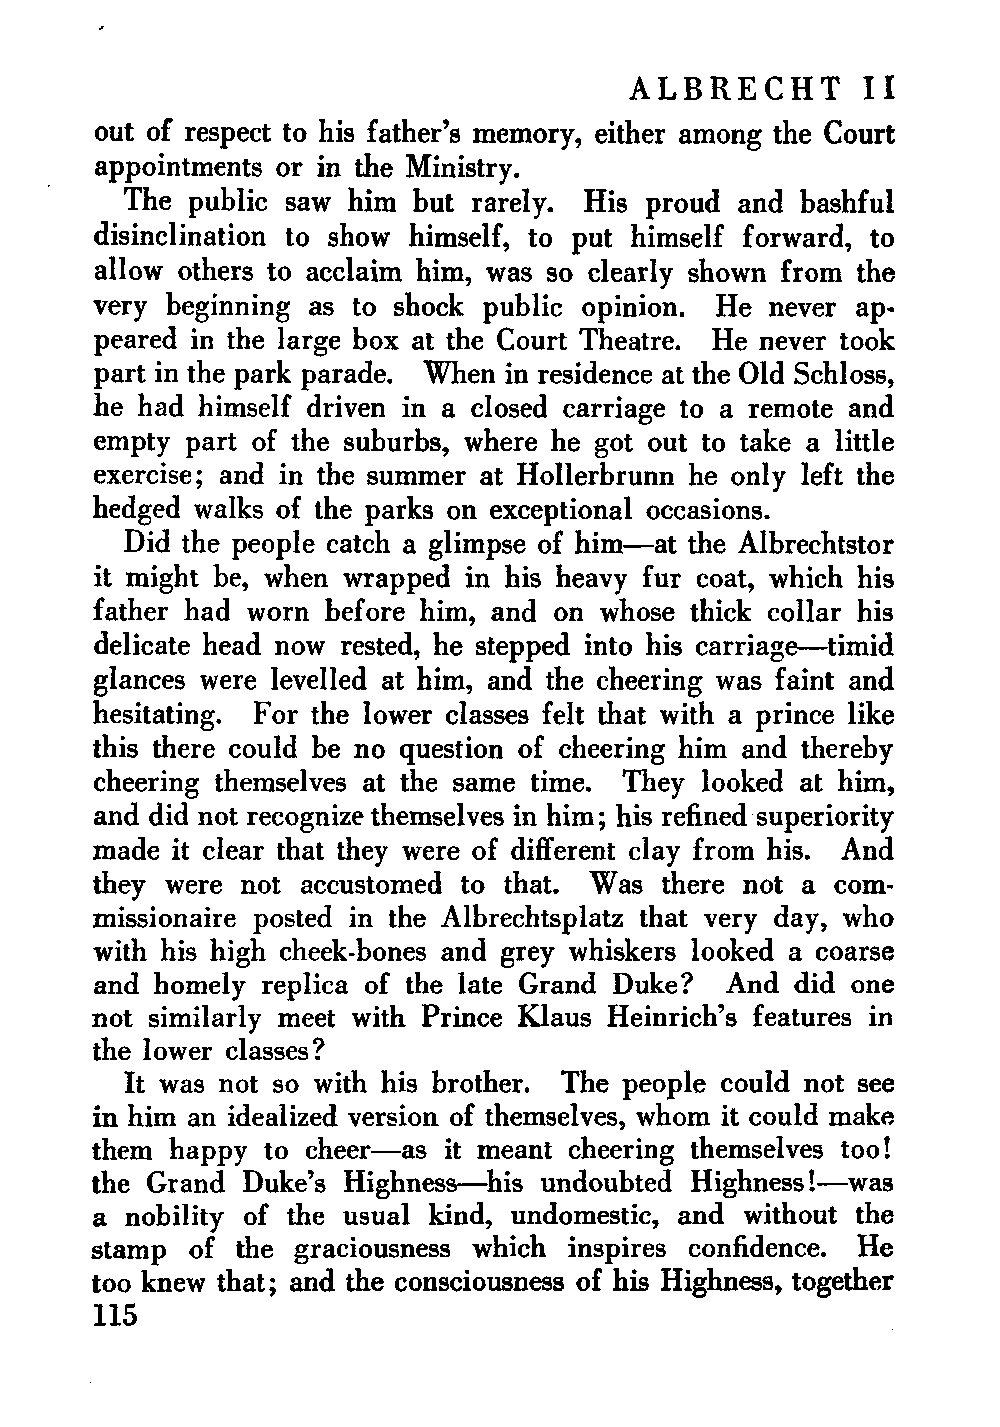 ALBRECHT II
out of respect to his father's memory, either among the Court
appointments or in the Ministry.
The public saw him but rarely. His proud and bashful
disinclination to show himself, to put himself forward, to
allow others to acclaim him, was so clearly shown from the
very beginning as to shock public opinion. He never ap-
peared in the large box at the Court Theatre. He never took
part in the park parade. When in residence at the Old Schloss,
he had himself driven in a closed carriage to a remote and
empty part of the suburbs, where he got out to take a little
exercise; and in the summer at Hollerbrunn he only left the
hedged walks of the parks on exceptional occasions.
Did the people catch a glimpse of him—at the Albrechtstor
it might be, when wrapped in his heavy fur coat, which his
father had worn before him, and on whose thick collar his
delicate head now rested, he stepped into his carriage—timid
glances were levelled at him, and the cheering was faint and
hesitating. For the lower classes felt that with a prince like
this there could be no question of cheering him and thereby
cheering themselves at the same time. They looked at him,
and did not recognize themselves in him; his refined superiority
made it clear that they were of different clay from his. And
they were not accustomed to that. Was there not a com-
missionaire posted in the Albrechtsplatz that very day, who
with his high cheek-bones and grey whiskers looked a coarse
and homely replica of the late Grand Duke? And did one
not similarly meet with Prince Klaus Heinrich's features in
the lower classes?
It was not so with his brother. The people could not see
in him an idealized version of themselves, whom it could make
them happy to cheer—as it meant cheering themselves too!
the Grand Duke's Highness—his undoubted Highness!—was
a nobility of the usual kind, undomestic, and without the
stamp of the graciousness which inspires confidence. He
too knew that; and the consciousness of his Highness, together
115